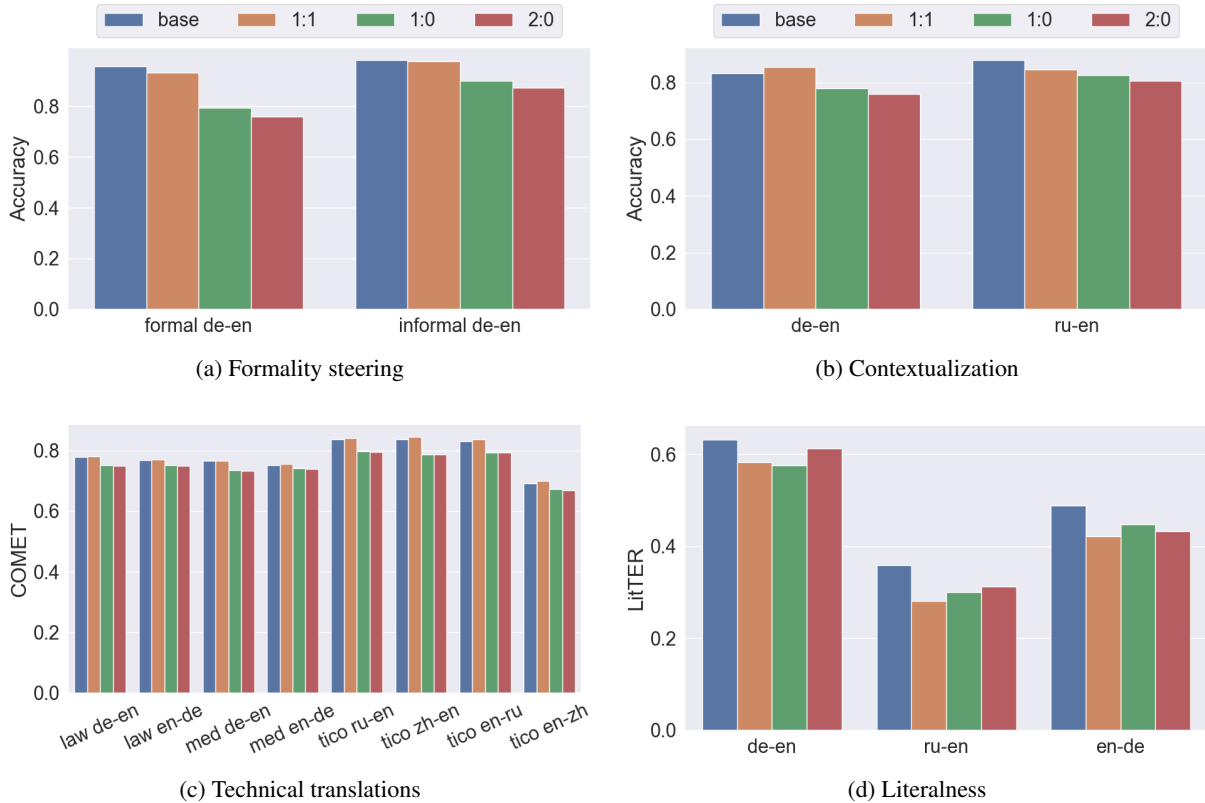 base 1:1 1:0 2:0
Accuracy
0.8
0.6
0.4
0.2
0.0
formal de-en informal de-en
(a) Formality steering
base 1:1 1:0 2:0
Accuracy
0.8
0.6
0.4
0.2
0.0
de-en ru-en
(b) Contextualization
COMET
0.8
0.6
0.4
0.2
0.0
law de-en law en-de med de-en med en-de tico ru-en tico zh-en tico en-ru tico en-zh
(c) Technical translations
LitTER
0.6
0.4
0.2
0.0
de-en ru-en en-de
(d) Literalness